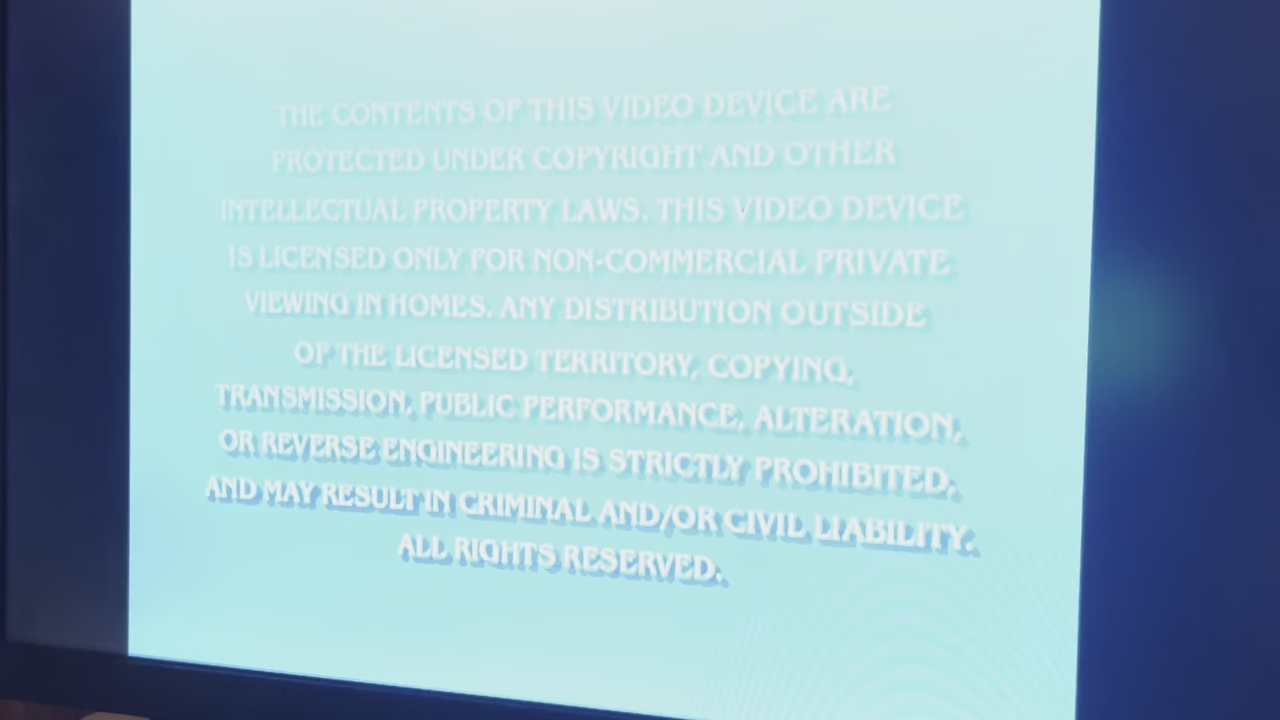 THE CONTENTS OF THIS VIDEO DEVICE ARE
PROTECTED UNDER COPYRIGHT AND OTHER
INTELLECTUAL PROPERTY LAWS. THIS VIDEO DEVICE
IS LICENSED ONLY FOR NON-COMMERCIAL PRIVATE
VIEWING IN HOMES. ANY DISTRIBUTION OUTSIDE
OF THE LICENSED TERRITORY, COPYING,
TRANSMISSION, PUBLIC PERFORMANCE, ALTERATION,
OR REVERSE ENGINEERING IS STRICTLY PROHIBITED,
AND MAY RESULT IN CRIMINAL AND/OR CIVIL LIABILITY.
ALL RIGHTS RESERVED.